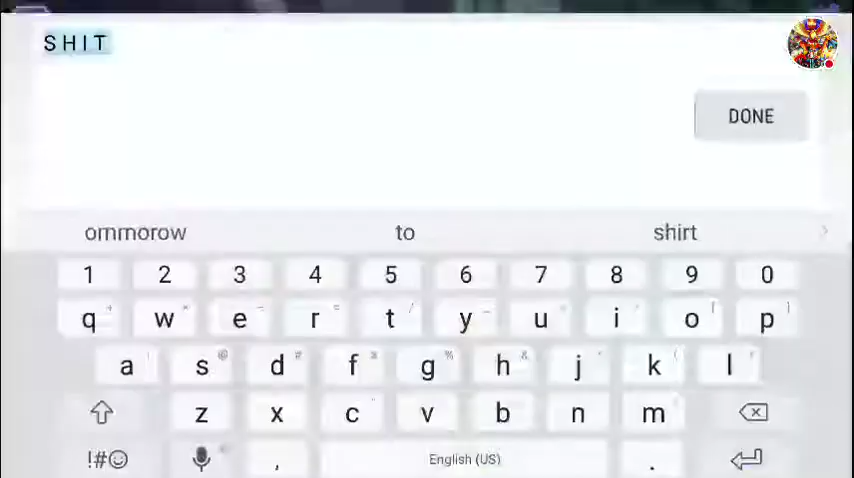 SHIT
DONE
ommorow to shirt
1 2 3 4 5 6 7 8 9 0
q w e r t y u i o p
a s d f g h j k l
z x c v b n m
!#☺ , English (US) .